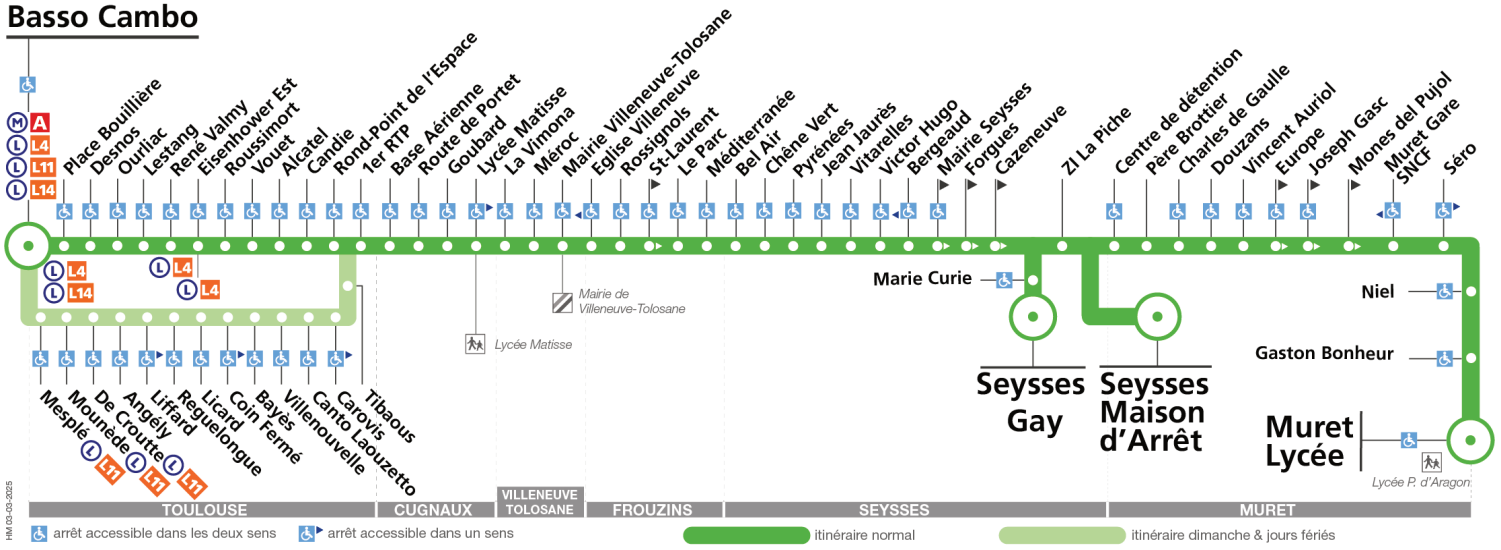 Basso Cambo
M A
L L4
L L11
L L14
Place Bouillière
Desnos
Ourliac
Lestang
René Valmy
Eisenhower Est
Roussimort
Vouet
Alcatel
Candie
Rond-Point de l'Espace
1er RTP
Base Aérienne
Route de Portet
Goubard
Lycée Matisse
La Vimona
Méroc
Mairie Villeneuve-Tolosane
Eglise Villeneuve
Rossignols
St-Laurent
Le Parc
Méditerranée
Bel Air
Chêne Vert
Pyrénées
Jean Jaurès
Vitarelles
Victor Hugo
Bergeaud
Mairie Seysses
Forgues
Cazeneuve
ZI La Piche
Centre de détention
Père Brottier
Charles de Gaulle
Douzans
Vincent Auriol
Europe
Joseph Gasc
Mones del Pujol
Muret Gare
SNCF
Séro
L L4
L L14
L L4
L L4
Mairie de
Villeneuve-Tolosane
Lycée Matisse
Marie Curie
Seysses
Gay
Seysses
Maison
d'Arrêt
Niel
Gaston Bonheur
Muret
Lycée
Lycée P. d'Aragon
Mesplé L L11
Mounède L L11
De Croutte L L11
Angély
Liffard
Reguelongue
Licard
Coin Fermé
Bayès
Villenouvelle
Canto Laouzetto
Carovis
Tibaous
TOULOUSE
CUGNAUX
VILLENEUVE
TOLOSANE
FROUZINS
SEYSSES
MURET
HM 03-03-2025
arrêt accessible dans les deux sens
arrêt accessible dans un sens
itinéraire normal
itinéraire dimanche & jours fériés